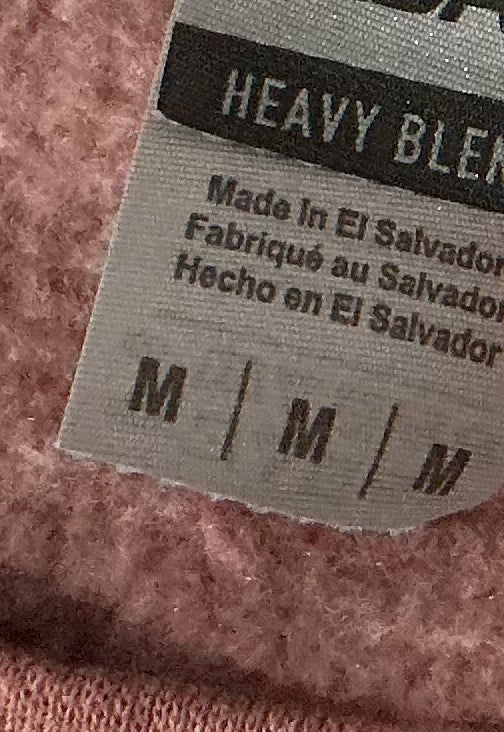 HEAVY BLEN
Made in El Salvador
Fabriqué au Salvador
Hecho en El Salvador
M | M | M